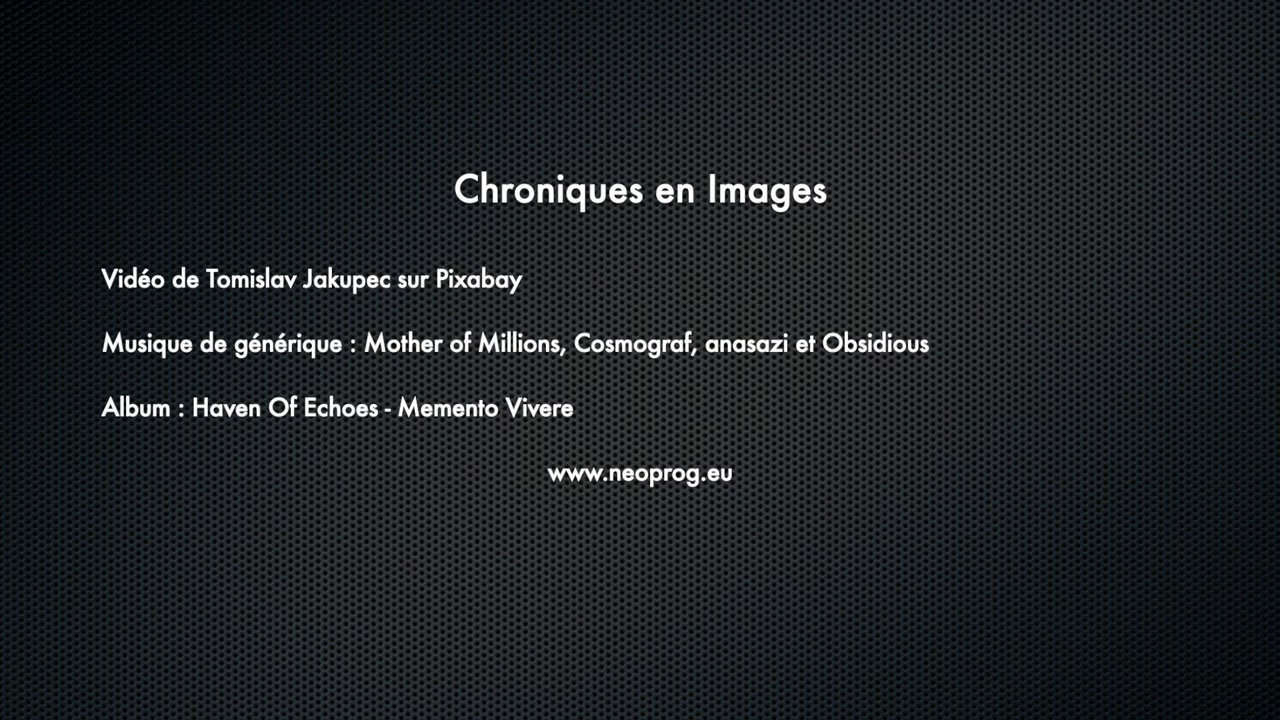 Chroniques en Images
Vidéo de Tomislav Jakupec sur Pixabay
Musique de générique : Mother of Millions, Cosmograf, anasazi et Obsidious
Album : Haven Of Echoes - Memento Vivere
www.neoprog.eu